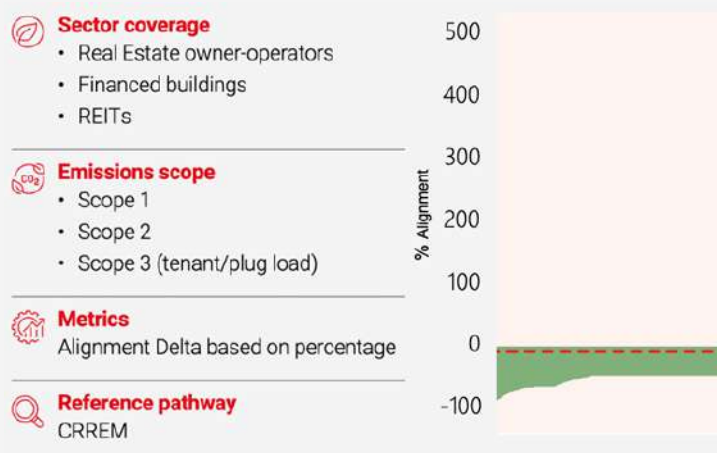 Sector coverage
• Real Estate owner-operators
• Financed buildings
• REITs
CO2
Emissions scope
• Scope 1
• Scope 2
• Scope 3 (tenant/plug load)
Metrics
Alignment Delta based on percentage
Reference pathway
CRREM
% Alignment
500
400
300
200
100
0
-100